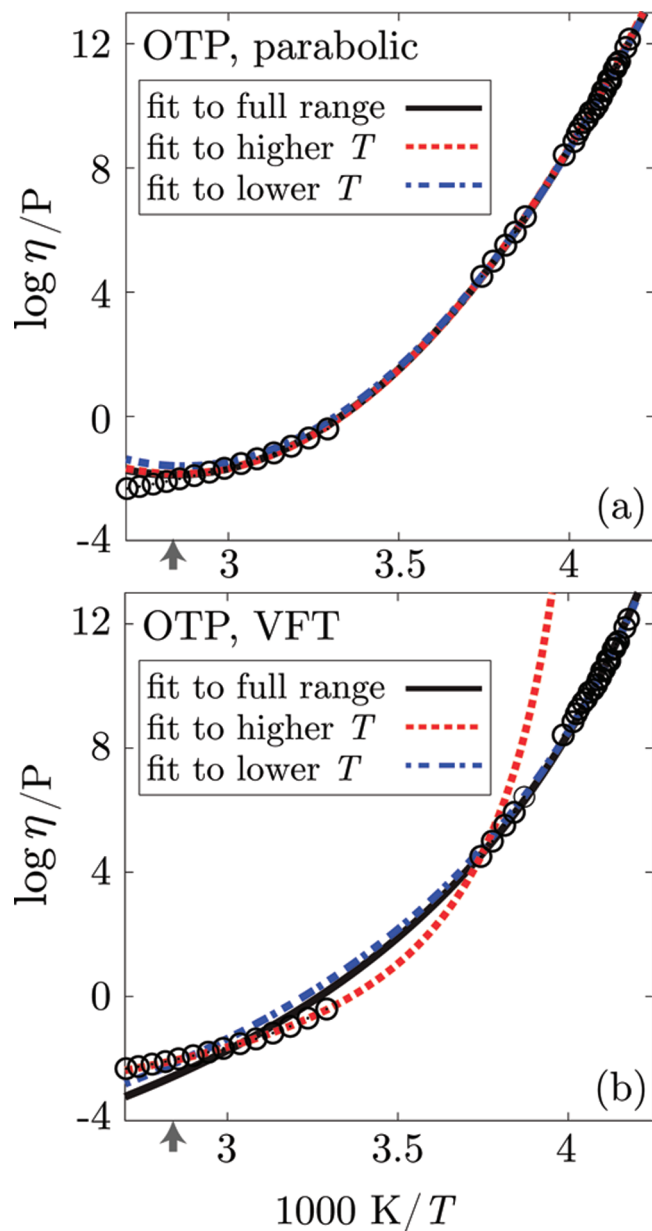 12
OTP, parabolic
fit to full range
fit to higher T
8
fit to lower T
log η/P
4
0
(a)
-4
3
3.5
4
12
OTP, VFT
fit to full range
fit to higher T
8
fit to lower T
log η/P
4
0
(b)
-4
3
3.5
4
1000 K/T